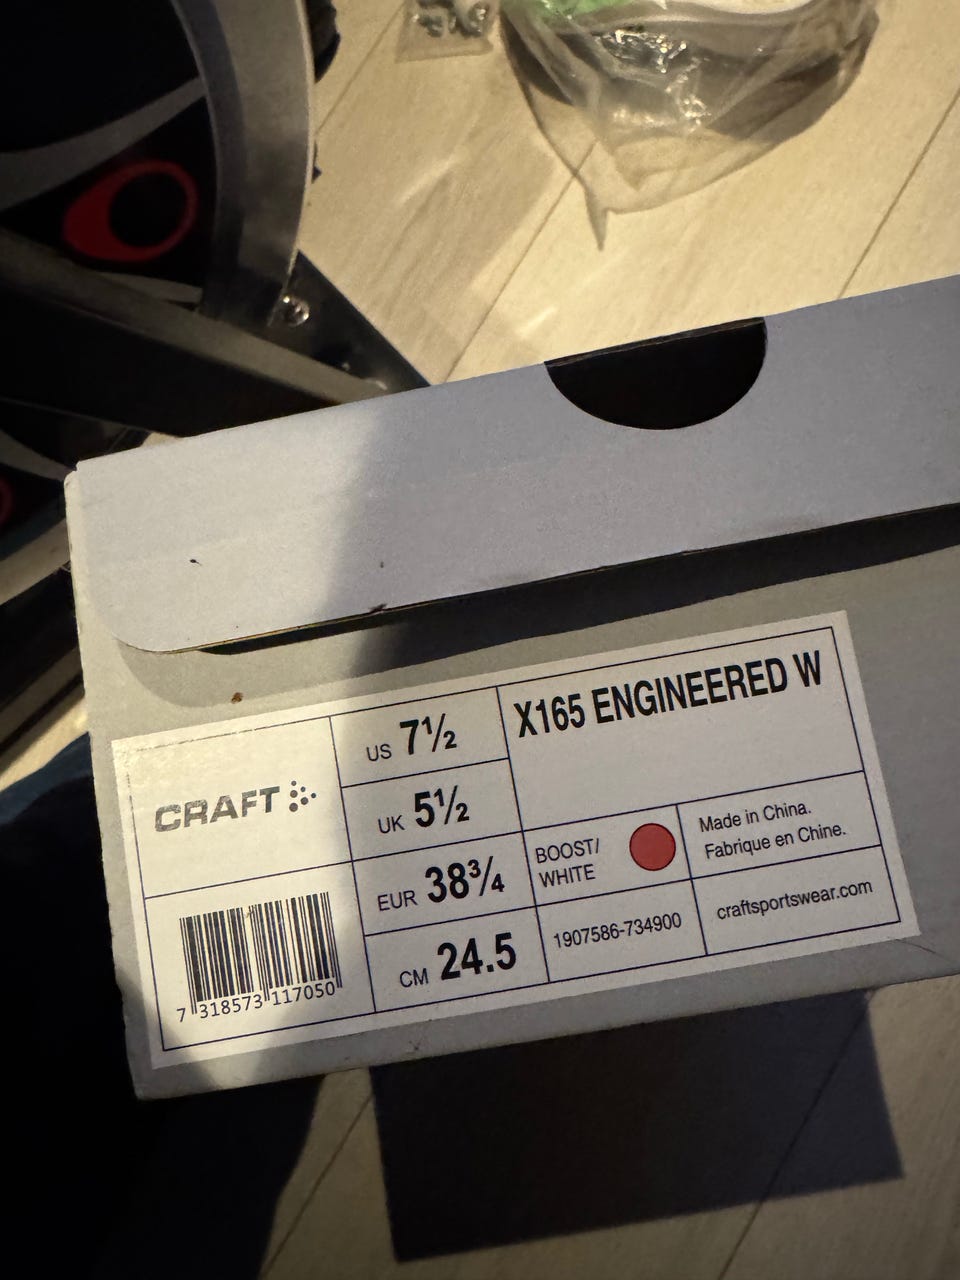 CRAFT
US 7½
UK 5½
EUR 38¾
CM 24.5
X165 ENGINEERED W
BOOST/
WHITE
1907586-734900
Made in China.
Fabrique en Chine.
craftsportswear.com
7 318573 117050